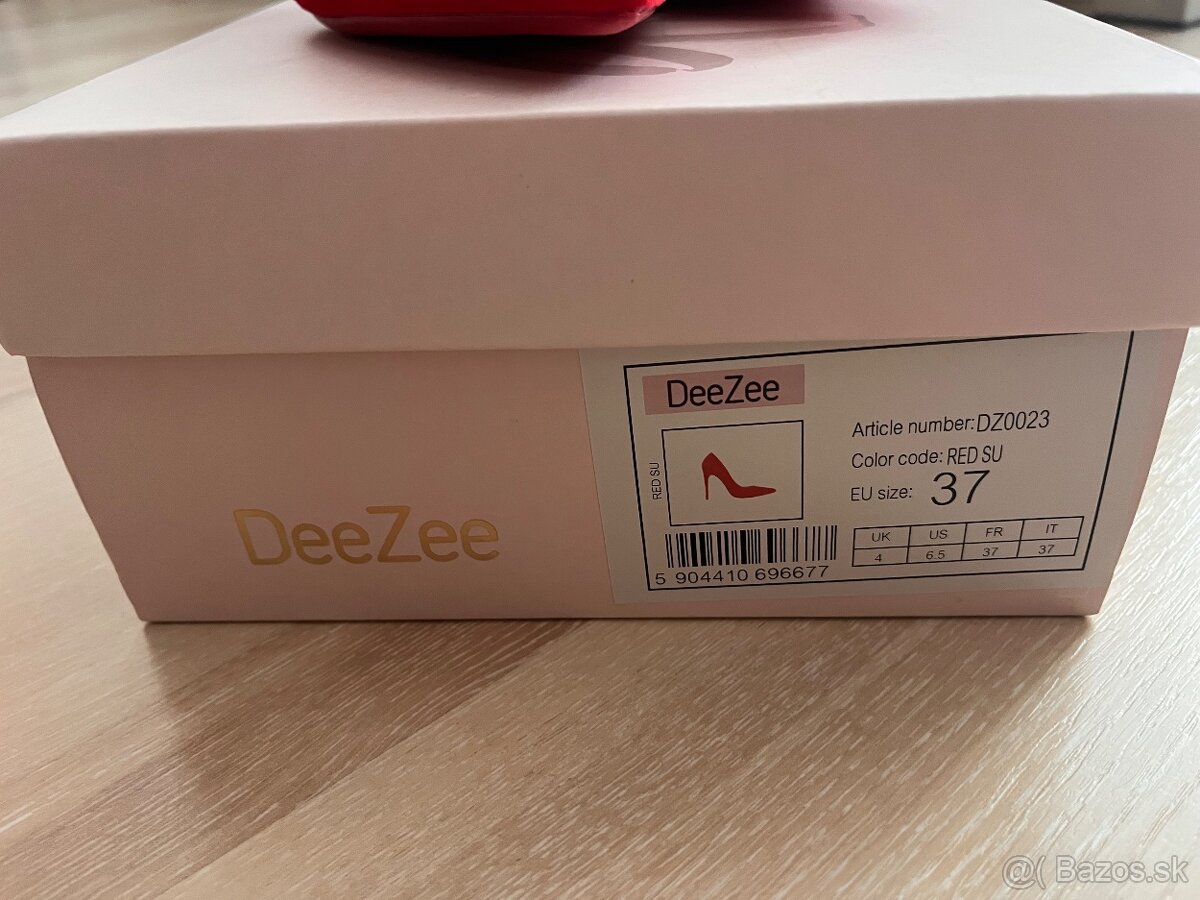 DeeZee
DeeZee
RED SU
Article number:DZ0023
Color code: RED SU
EU size: 37
UK US FR IT
4 6.5 37 37
5 904410 696677
@( Bazos.sk